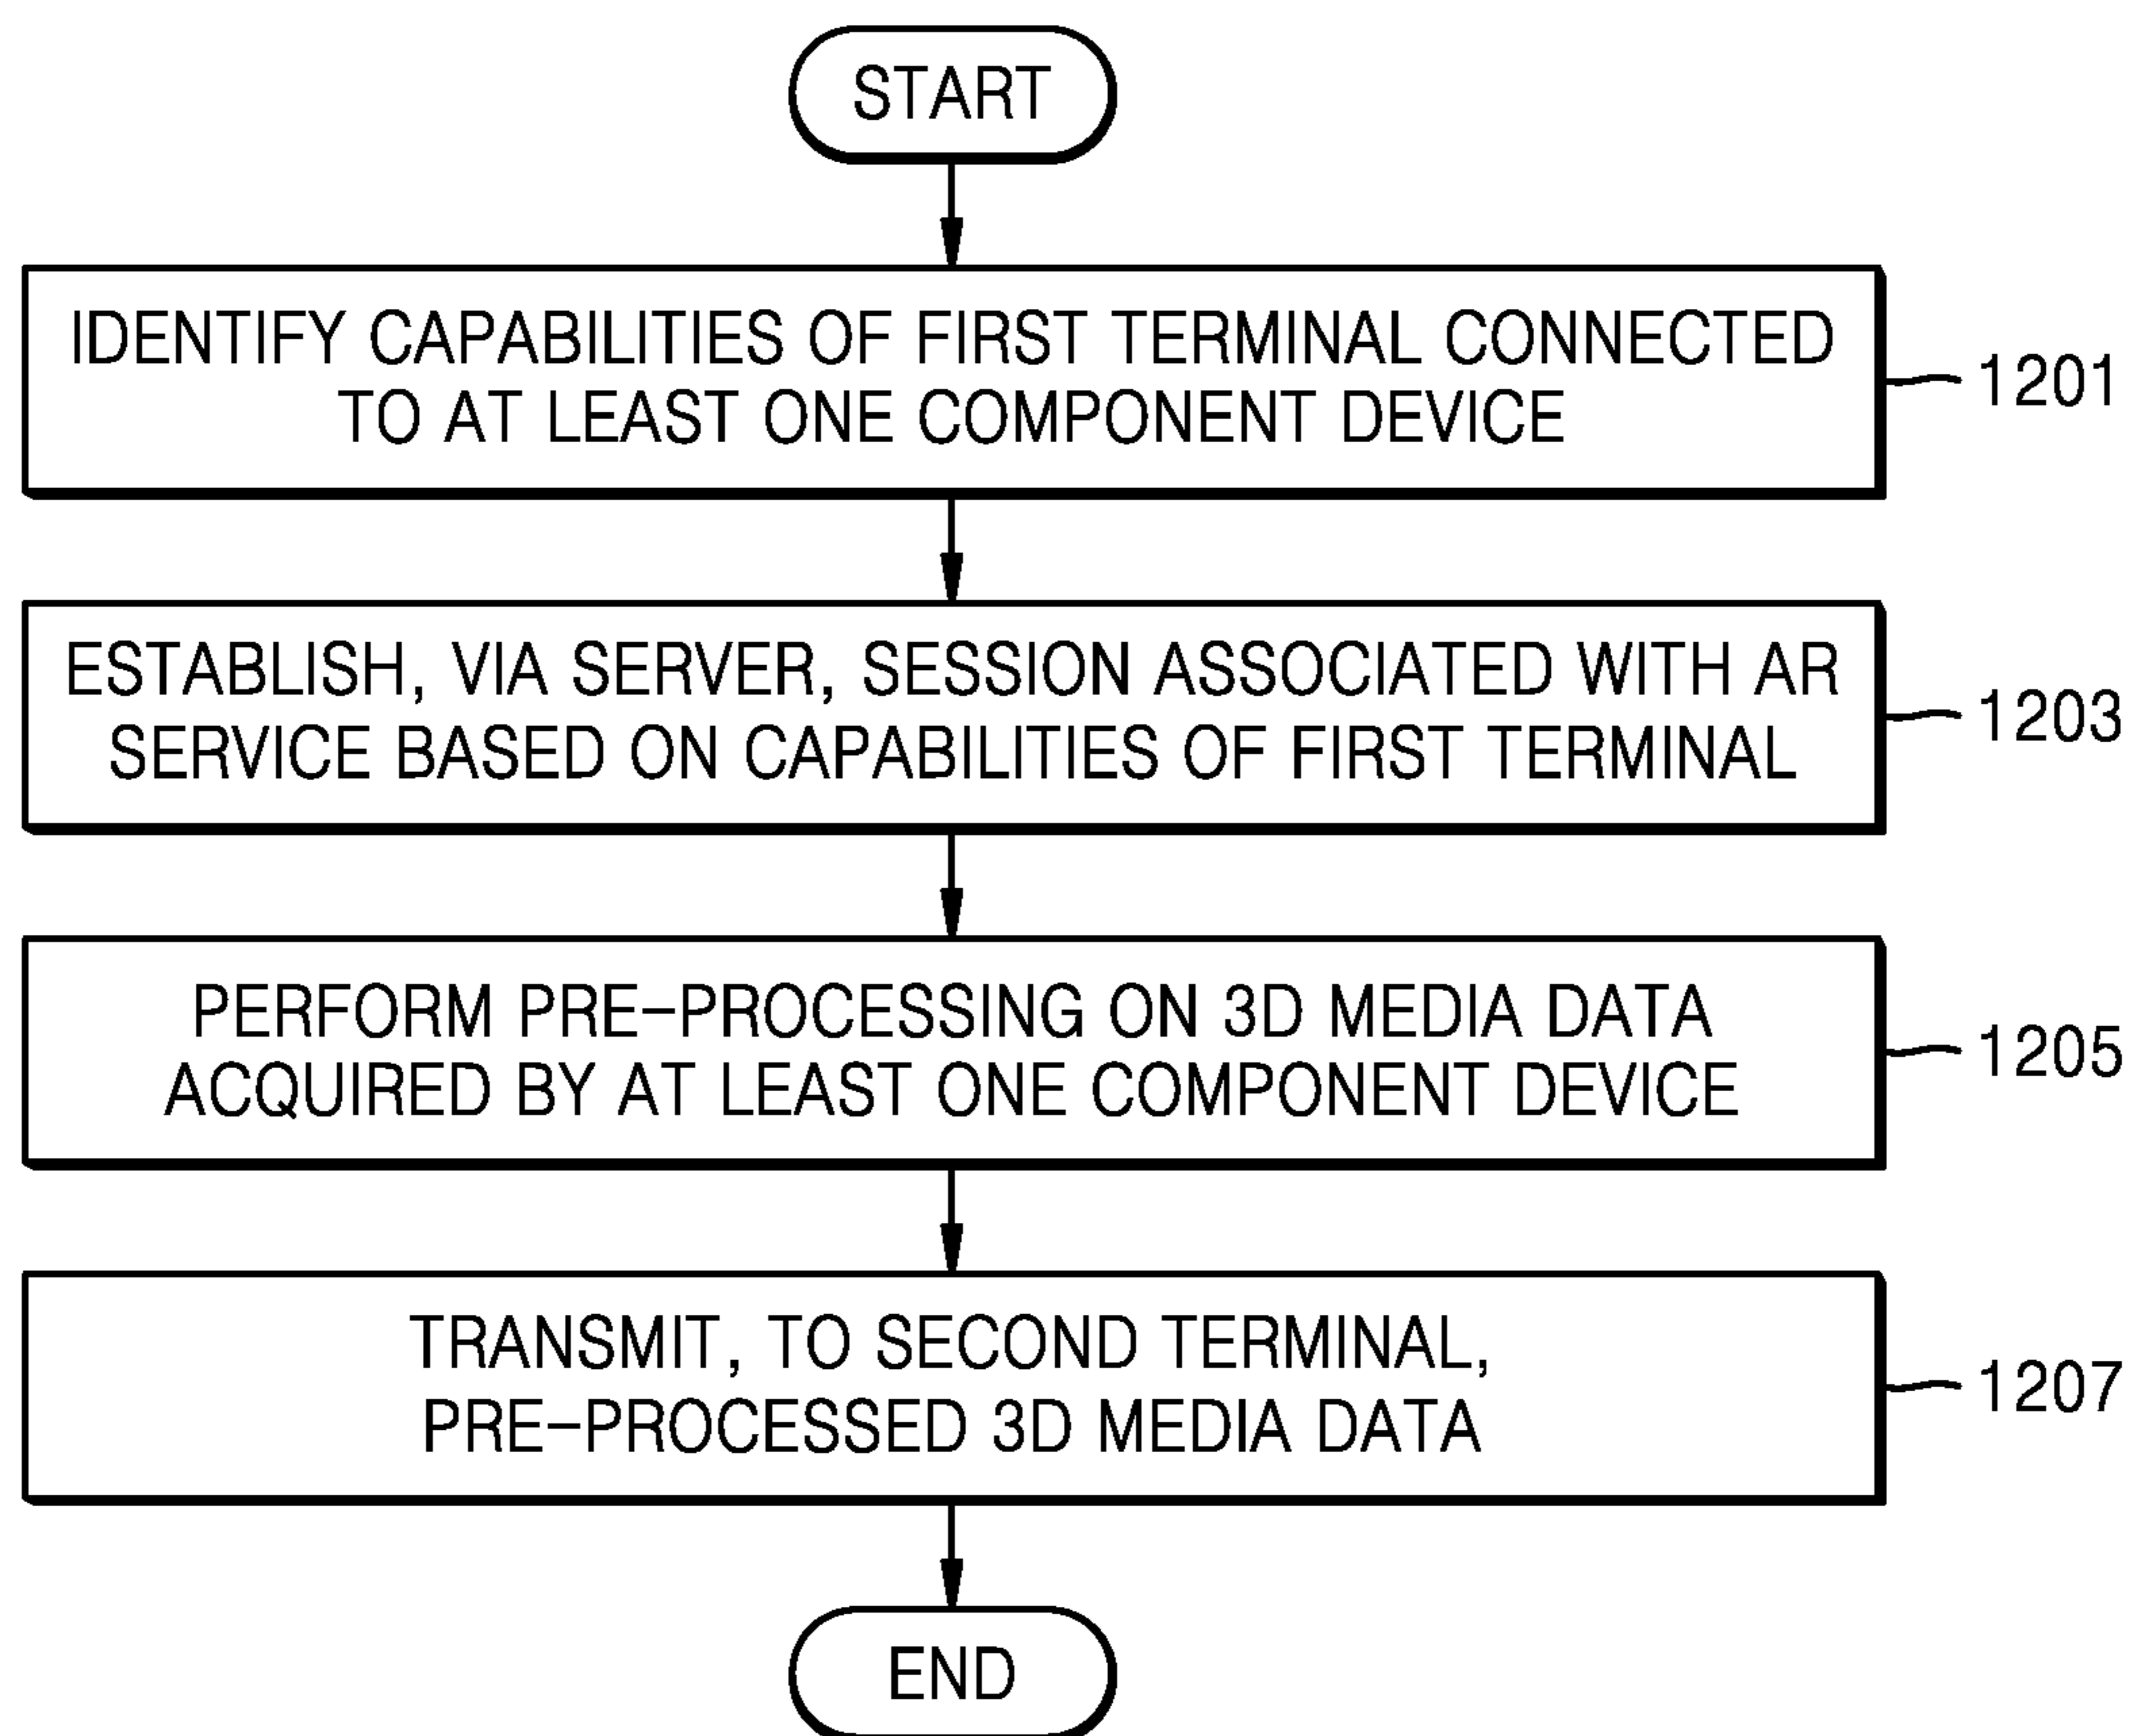 START
IDENTIFY CAPABILITIES OF FIRST TERMINAL CONNECTED
TO AT LEAST ONE COMPONENT DEVICE
1201
ESTABLISH, VIA SERVER, SESSION ASSOCIATED WITH AR
SERVICE BASED ON CAPABILITIES OF FIRST TERMINAL
1203
PERFORM PRE-PROCESSING ON 3D MEDIA DATA
ACQUIRED BY AT LEAST ONE COMPONENT DEVICE
1205
TRANSMIT, TO SECOND TERMINAL,
PRE-PROCESSED 3D MEDIA DATA
1207
END